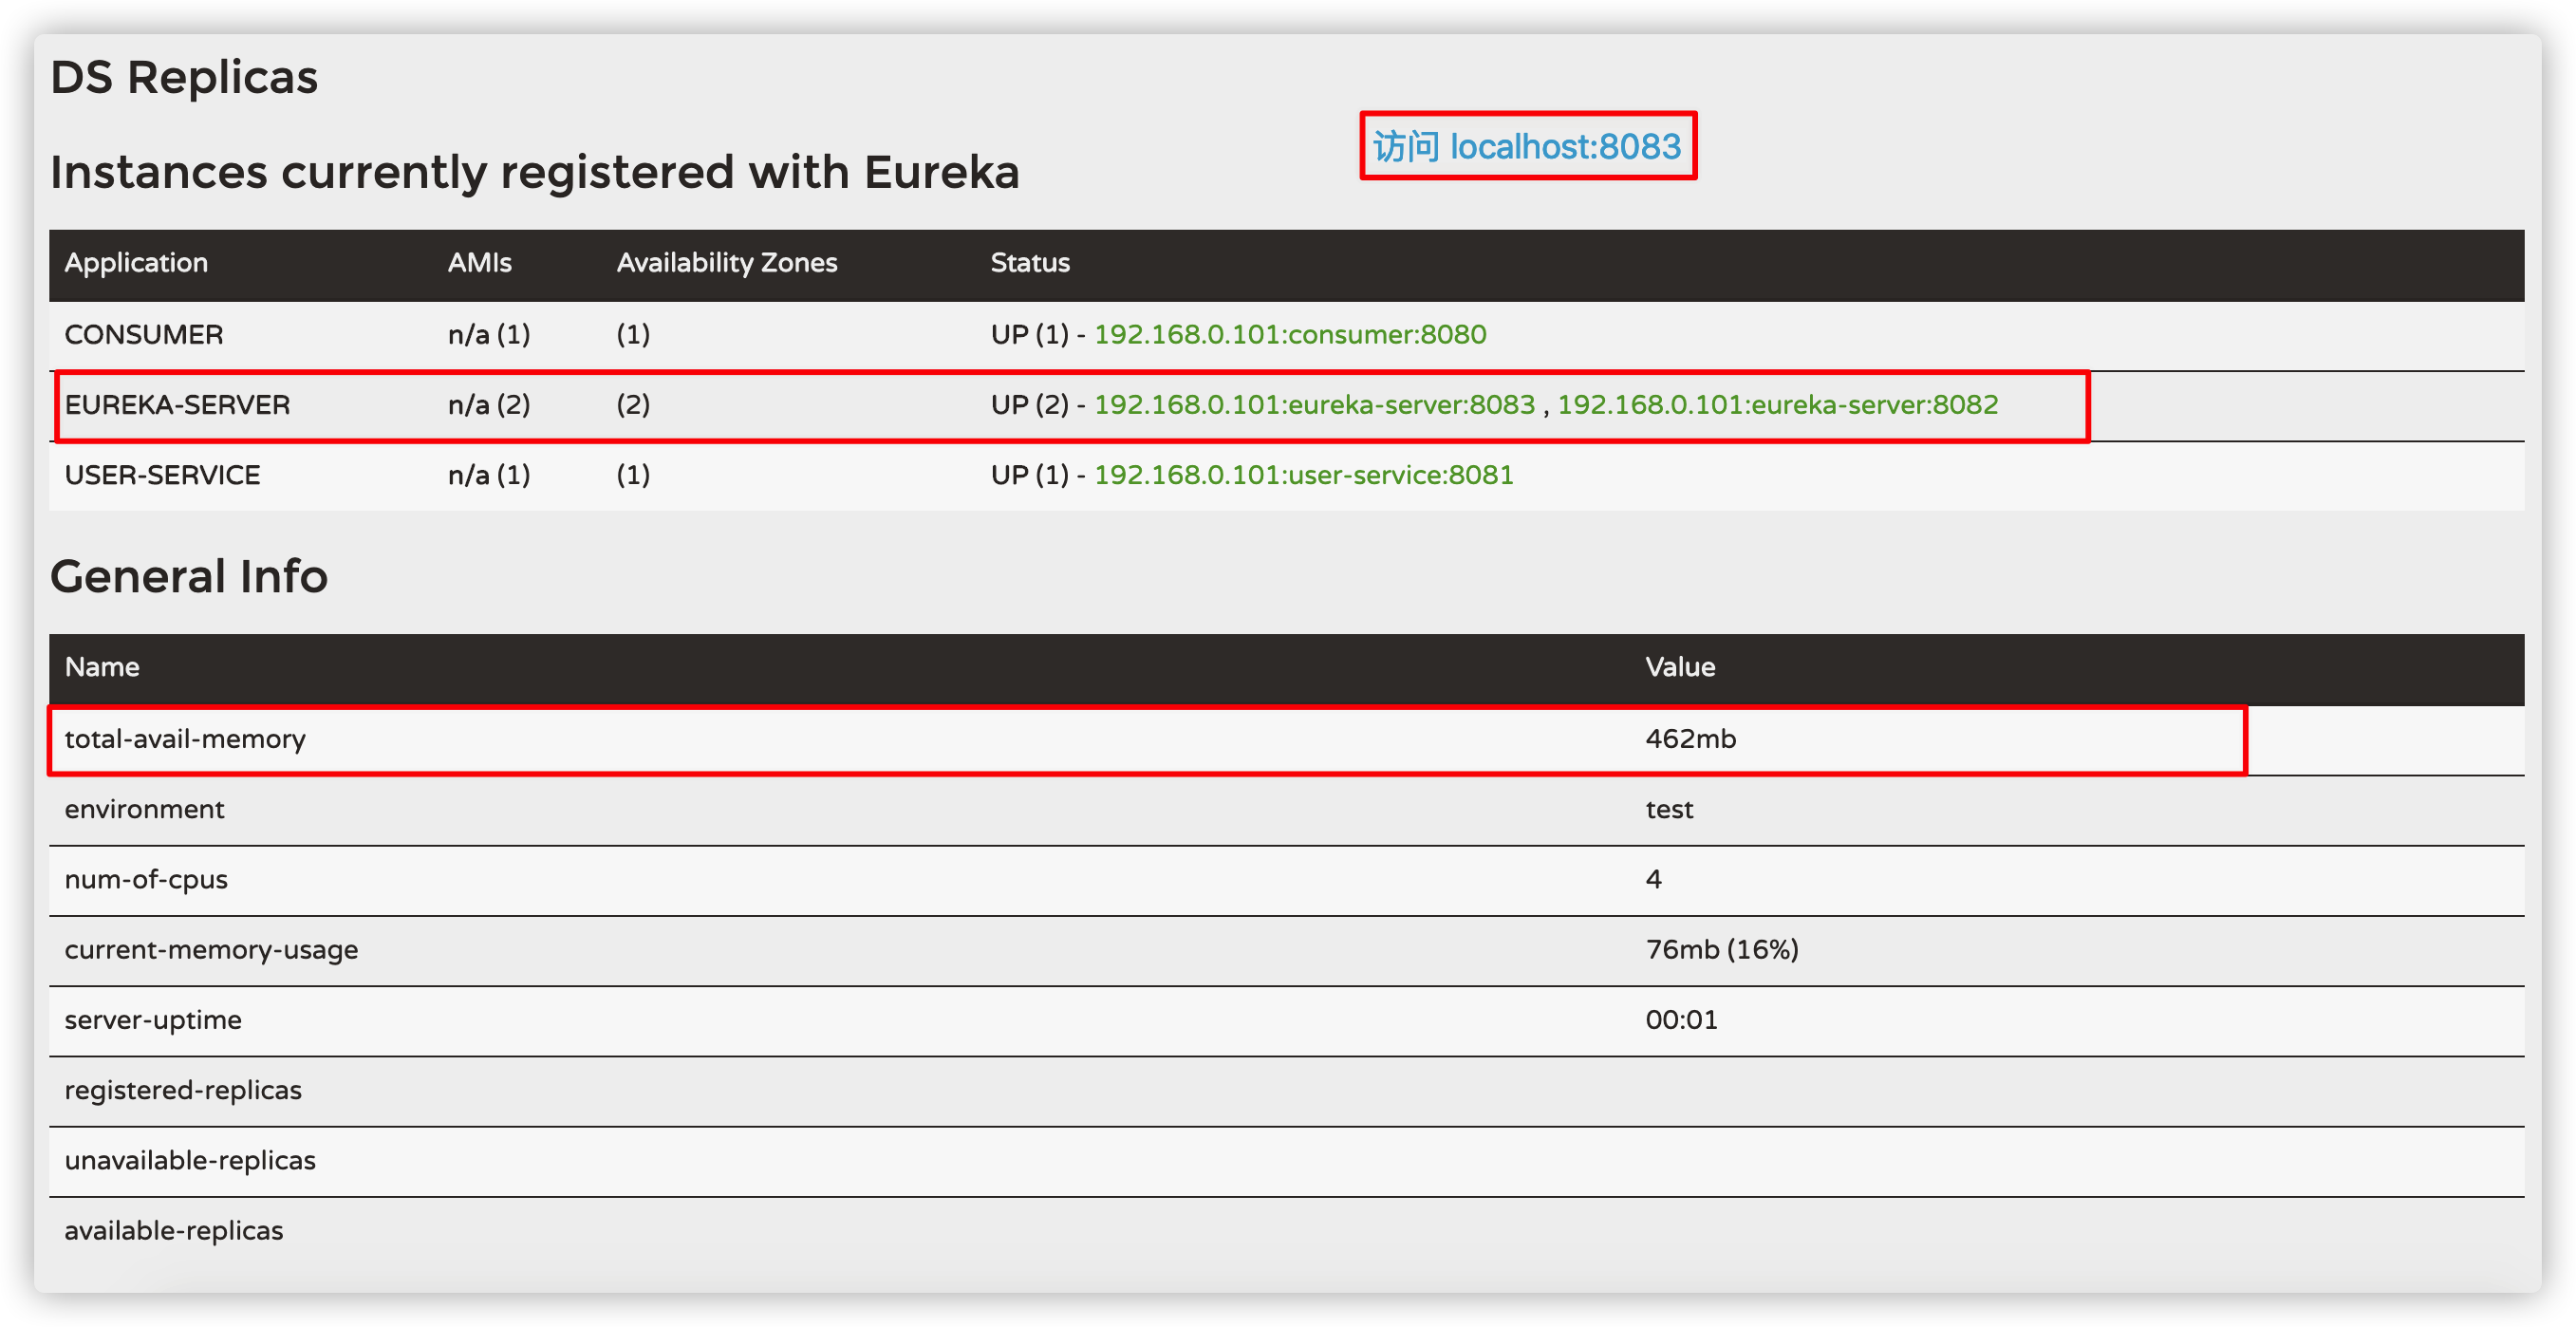 DS Replicas
访问 localhost:8083
Instances currently registered with Eureka
Application AMIs Availability Zones Status
CONSUMER n/a (1) (1) UP (1) - 192.168.0.101:consumer:8080
EUREKA-SERVER n/a (2) (2) UP (2) - 192.168.0.101:eureka-server:8083 , 192.168.0.101:eureka-server:8082
USER-SERVICE n/a (1) (1) UP (1) - 192.168.0.101:user-service:8081
General Info
Name Value
total-avail-memory 462mb
environment test
num-of-cpus 4
current-memory-usage 76mb (16%)
server-uptime 00:01
registered-replicas
unavailable-replicas
available-replicas